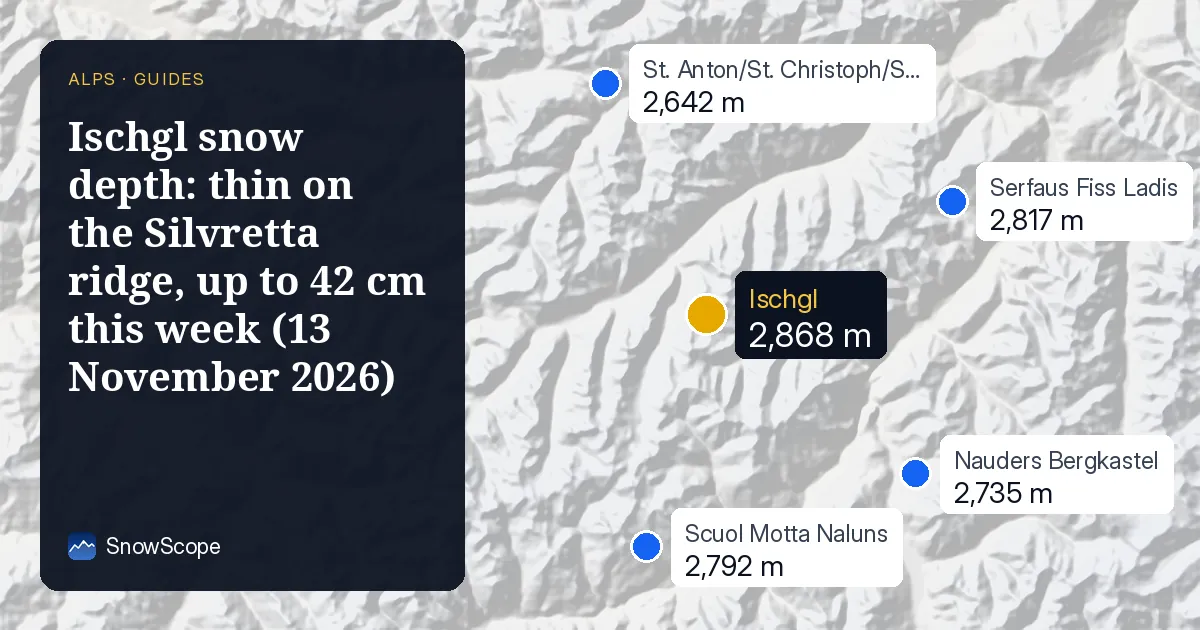 ALPS · GUIDES
Ischgl snow
depth: thin on
the Silvretta
ridge, up to 42 cm
this week (13
November 2026)
SnowScope
St. Anton/St. Christoph/S...
2,642 m
Serfaus Fiss Ladis
2,817 m
Ischgl
2,868 m
Nauders Bergkastel
2,735 m
Scuol Motta Naluns
2,792 m